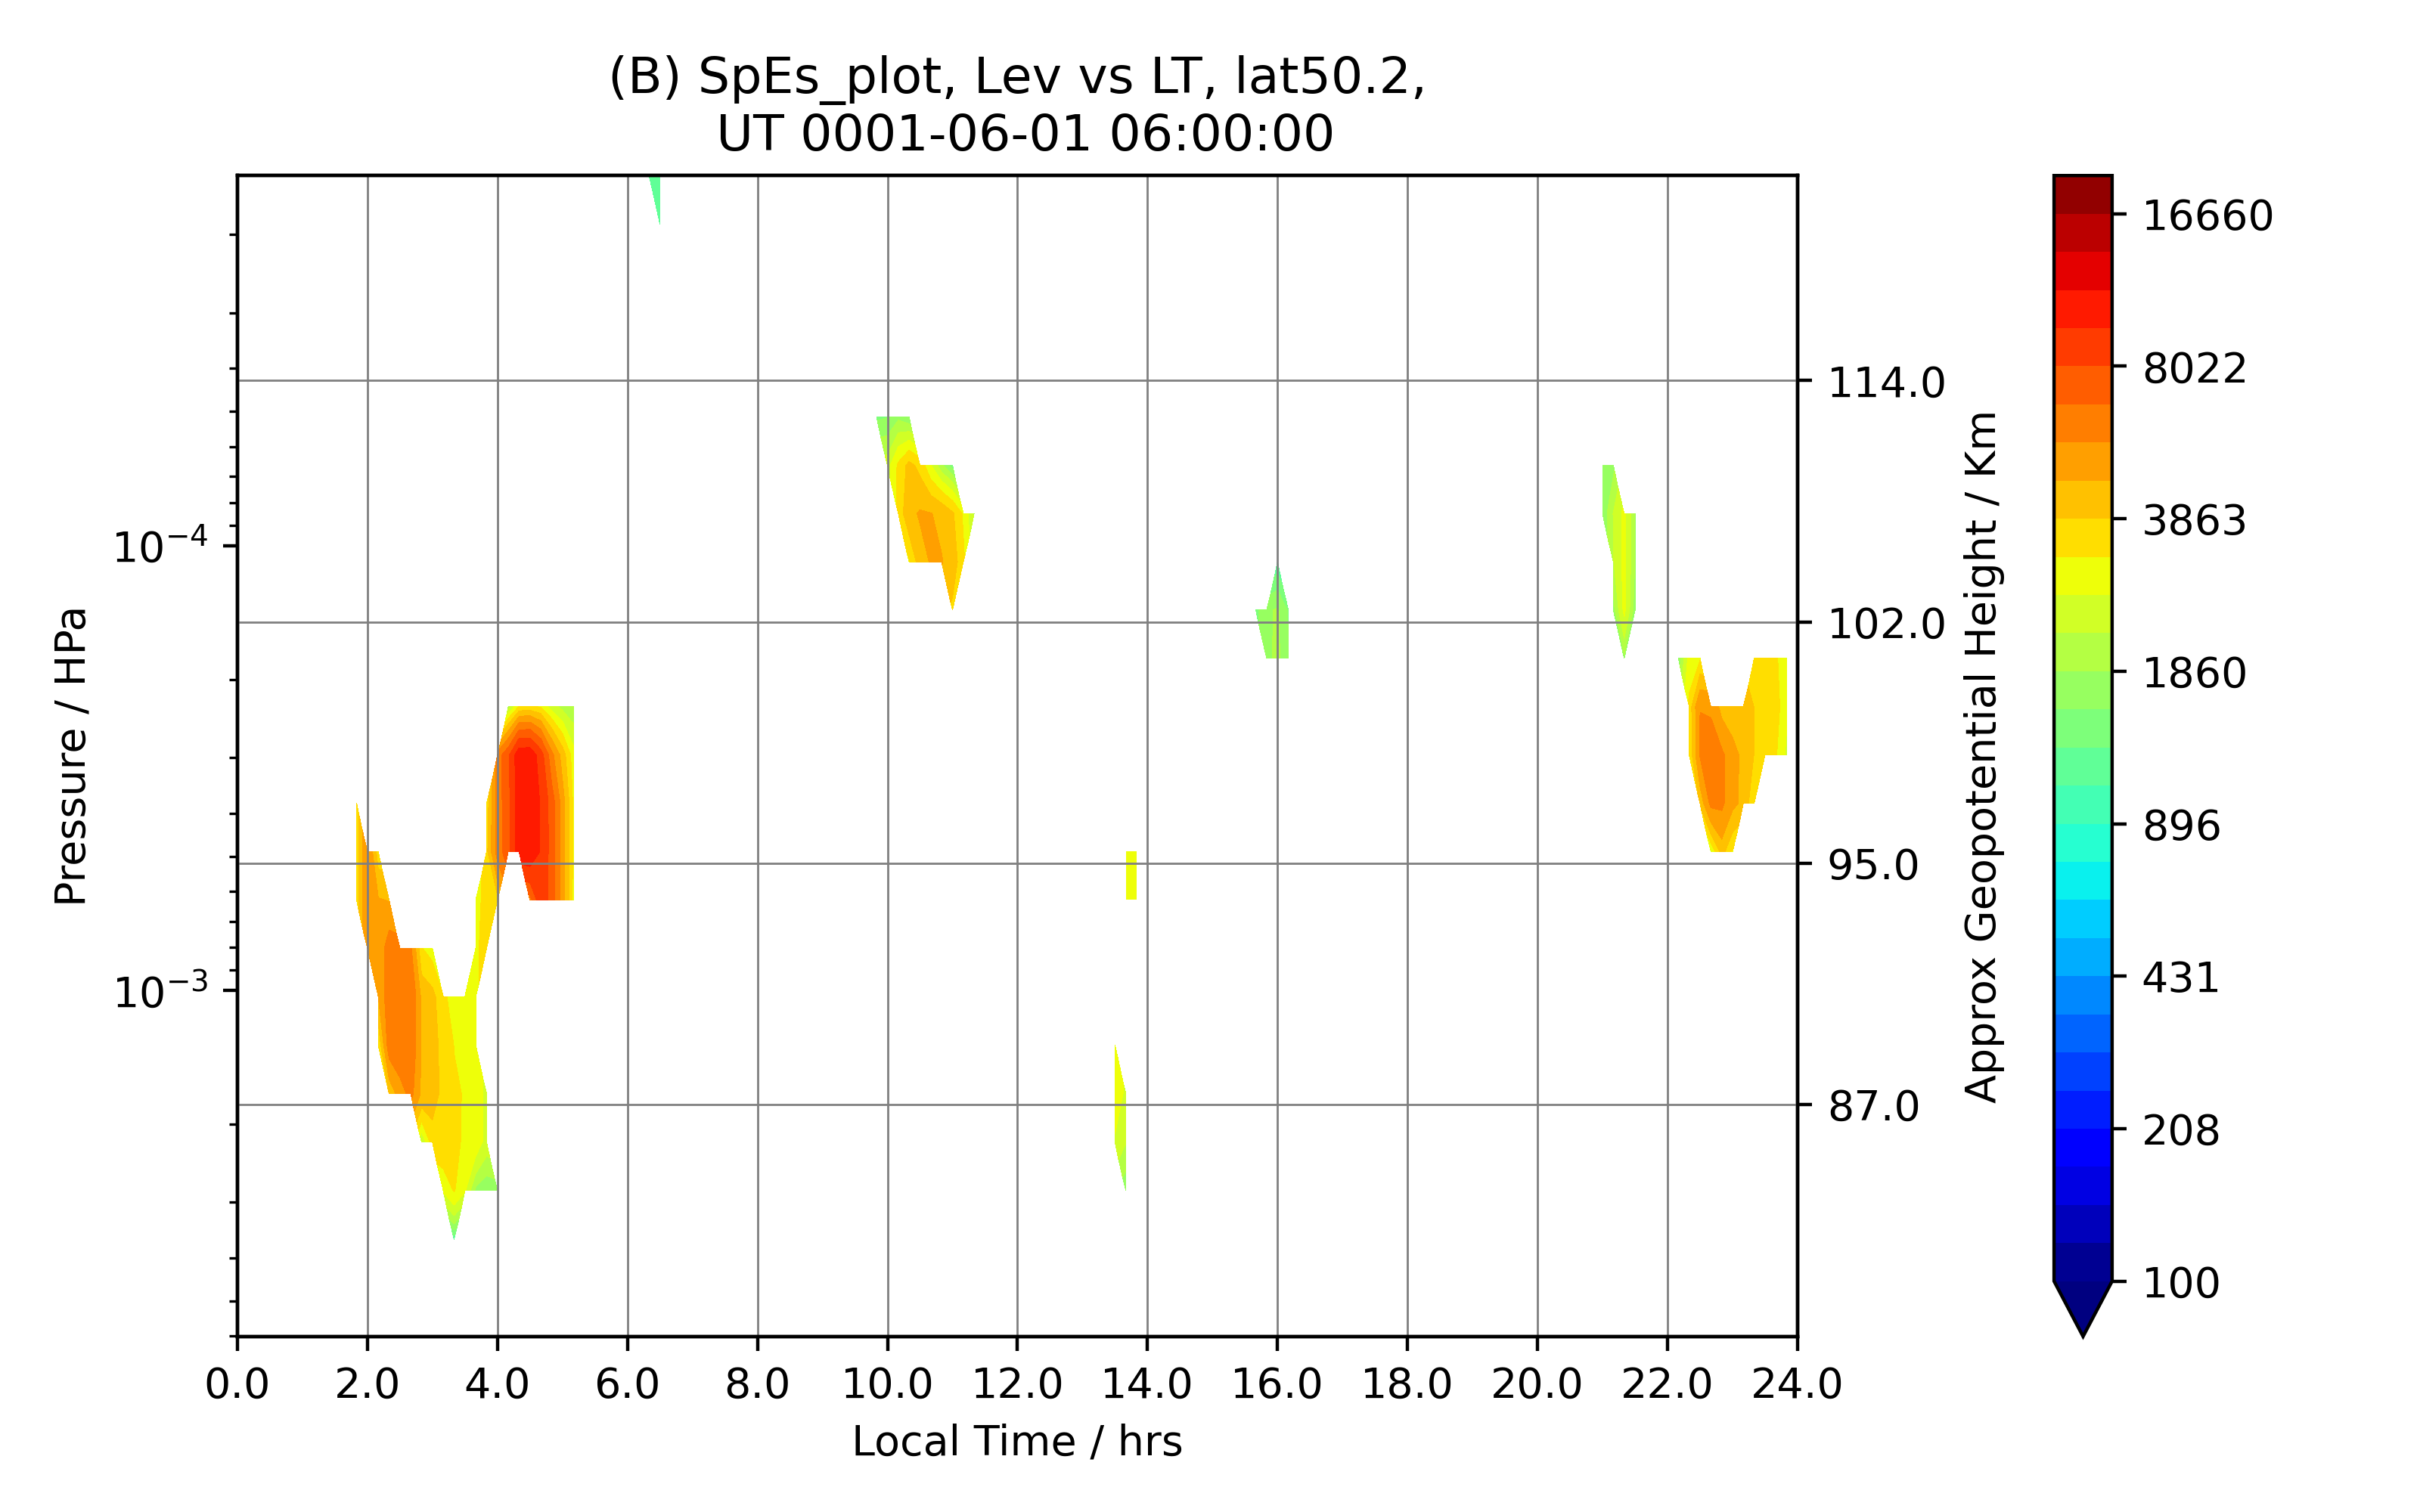 (B) SpEs_plot, Lev vs LT, lat50.2,
UT 0001-06-01 06:00:00
Pressure / HPa
10⁻⁴
10⁻³
0.0 2.0 4.0 6.0 8.0 10.0 12.0 14.0 16.0 18.0 20.0 22.0 24.0
Local Time / hrs
114.0
102.0
95.0
87.0
Approx Geopotential Height / Km
16660
8022
3863
1860
896
431
208
100